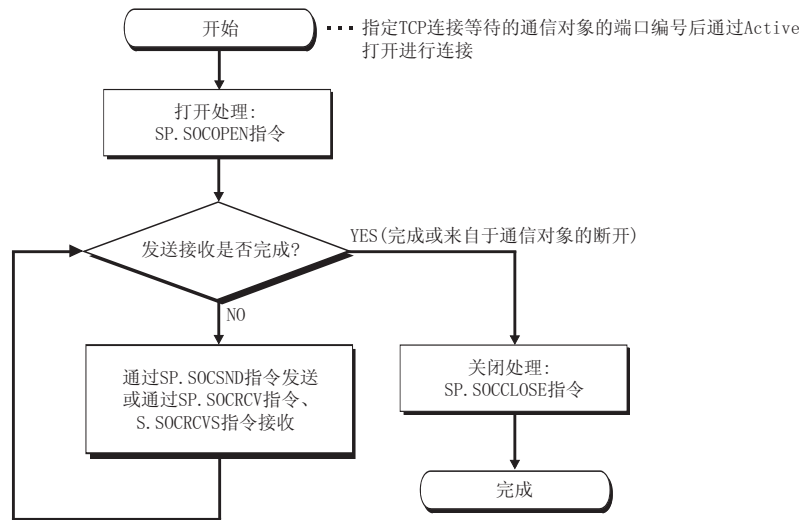 开始
··· 指定TCP连接等待的通信对象的端口编号后通过Active
打开进行连接
打开处理:
SP.SOCOPEN指令
发送接收是否完成?
YES(完成或来自于通信对象的断开)
NO
通过SP.SOCSND指令发送
或通过SP.SOCRCV指令、
S.SOCRCVS指令接收
关闭处理:
SP.SOCCLOSE指令
完成